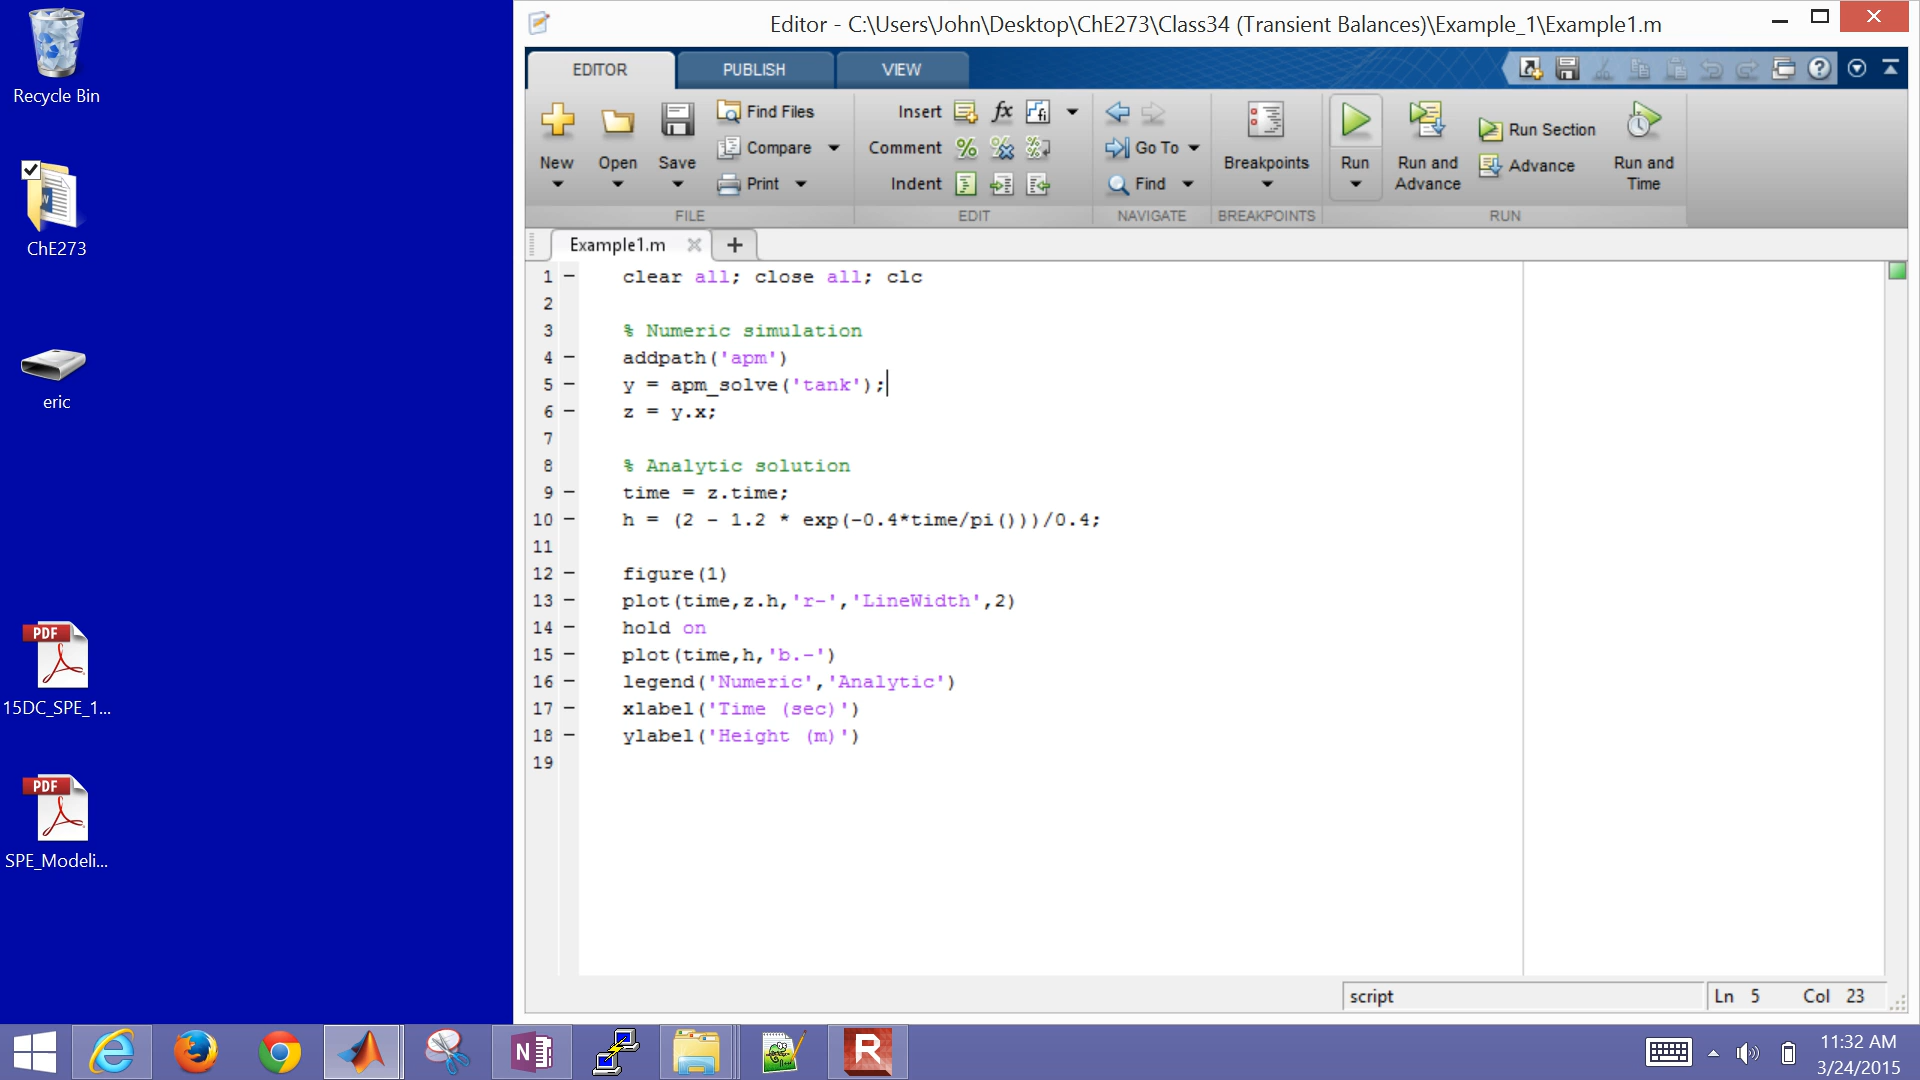 Recycle Bin
ChE273
eric
PDF
15DC_SPE_1...
PDF
SPE_Modeli...
Editor - C:\Users\John\Desktop\ChE273\Class34 (Transient Balances)\Example_1\Example1.m
EDITOR PUBLISH VIEW
New Open Save Find Files Compare Print
FILE
Insert fx fi
Comment % % %
Indent
EDIT
Go To
Find
NAVIGATE
Breakpoints
BREAKPOINTS
Run Run and Advance Run Section Advance Run and Time
RUN
Example1.m
1 clear all; close all; clc
2
3 % Numeric simulation
4 addpath('apm')
5 y = apm_solve('tank');
6 z = y.x;
7
8 % Analytic solution
9 time = z.time;
10 h = (2 - 1.2 * exp(-0.4*time/pi()))/0.4;
11
12 figure(1)
13 plot(time,z.h,'r-','LineWidth',2)
14 hold on
15 plot(time,h,'b.-')
16 legend('Numeric','Analytic')
17 xlabel('Time (sec)')
18 ylabel('Height (m)')
19
script Ln 5 Col 23
N R
11:32 AM
3/24/2015